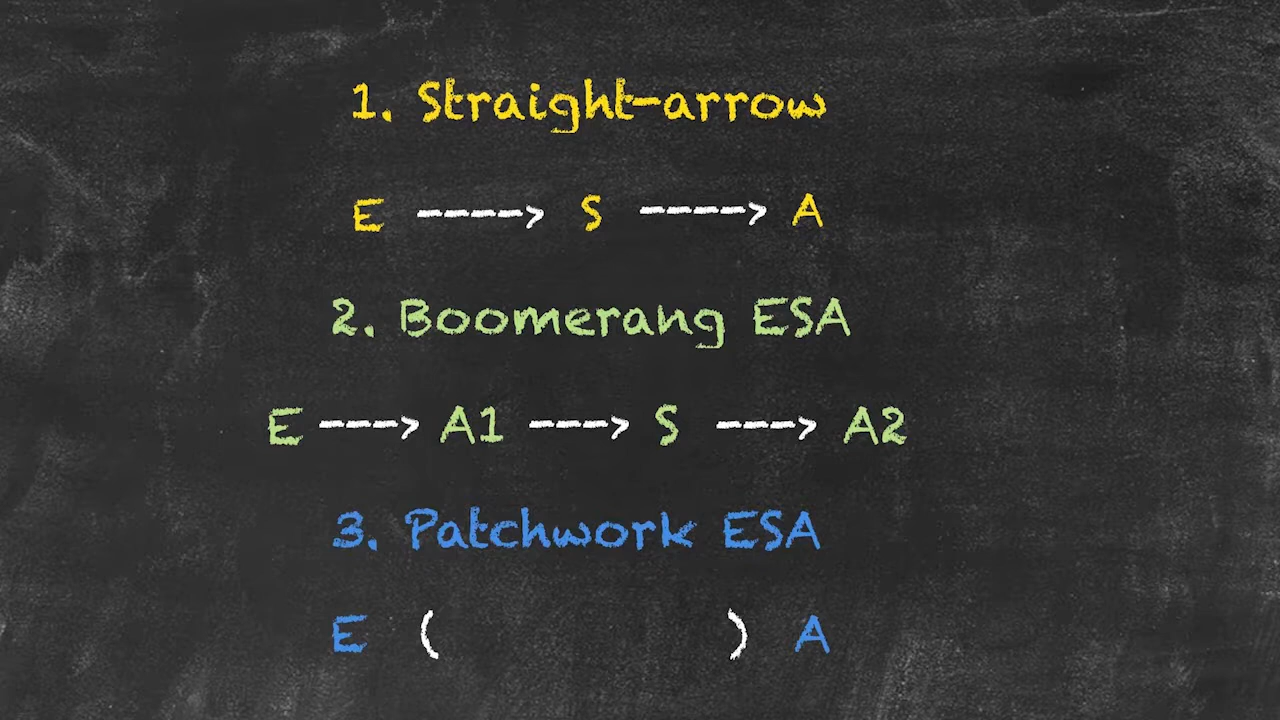 1. Straight-arrow
E ----> S ----> A
2. Boomerang ESA
E ---> A1 ---> S ---> A2
3. Patchwork ESA
E ( ) A